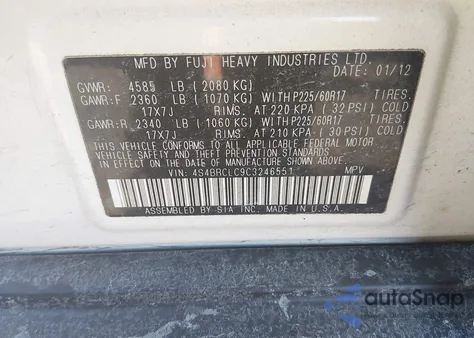 MFD BY FUJI HEAVY INDUSTRIES LTD.
DATE: 01/12
GVWR: 4585 LB (2080 KG)
GAWR:F 2360 LB (1070 KG) WITH P225/60R17 TIRES.
17X7J RIMS. AT 220 KPA (32 PSI) COLD
GAWR:R 2340 LB (1060 KG) WITH P225/60R17 TIRES.
17X7J RIMS. AT 210 KPA (30 PSI) COLD
THIS VEHICLE CONFORMS TO ALL APPLICABLE FEDERAL MOTOR
VEHICLE SAFETY, BUMPER, AND THEFT PREVENTION STANDARDS
IN EFFECT ON THE DATE OF MANUFACTURE SHOWN ABOVE.
VIN: 4S4BRCLC9C3246551 MPV
ASSEMBLED BY SIA INC. MADE IN U.S.A.
autoSnap